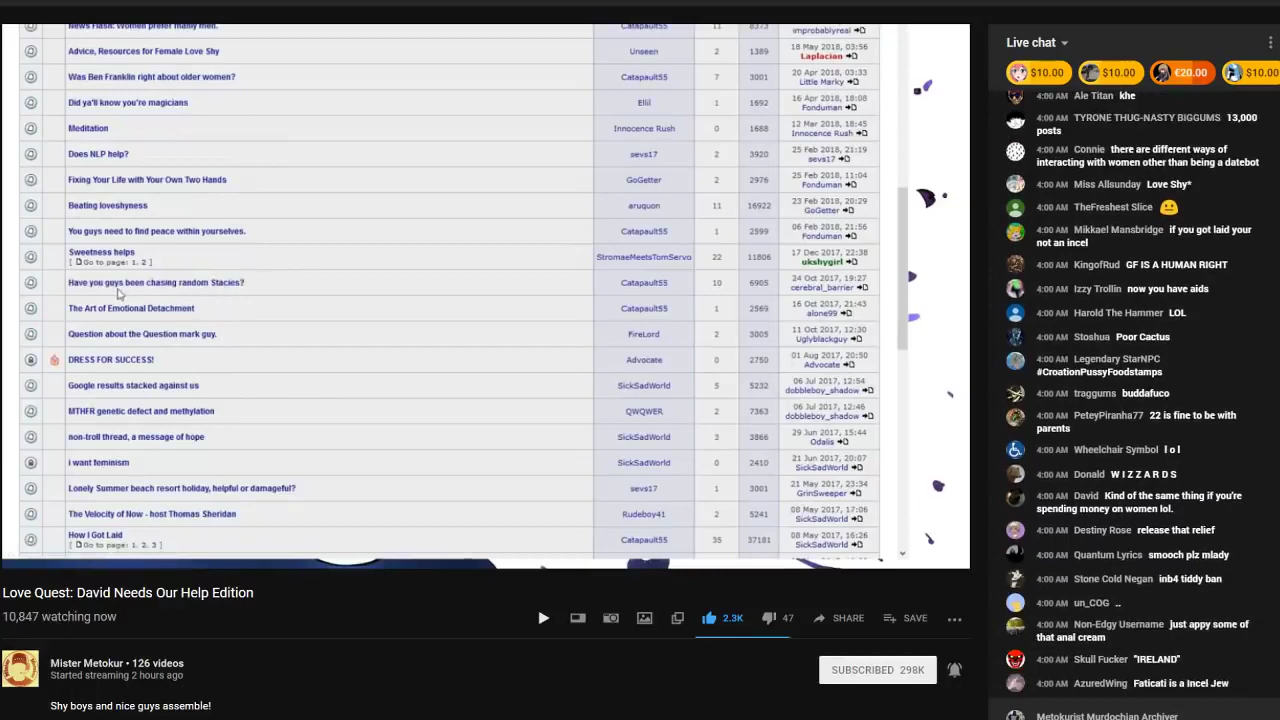 News Flash: Women prefer many men. Catapault55 11 8373 improbablyreal
Advice, Resources for Female Love Shy Unseen 2 1389 18 May 2018, 03:56 Laplacian
Was Ben Franklin right about older women? Catapault55 7 3001 20 Apr 2018, 03:33 Little Marky
Did ya'll know you're magicians Ellil 1 1692 16 Apr 2018, 18:08 Fonduman
Meditation Innocence Rush 0 1688 12 Mar 2018, 18:45 Innocence Rush
Does NLP help? sevs17 2 3920 25 Feb 2018, 21:19 sevs17
Fixing Your Life with Your Own Two Hands GoGetter 2 2976 25 Feb 2018, 11:04 Fonduman
Beating loveshyness aruquon 11 16922 23 Feb 2018, 20:29 GoGetter
You guys need to find peace within yourselves. Catapault55 1 2599 06 Feb 2018, 21:56 Fonduman
Sweetness helps StromaeMeetsTomServo 22 11806 17 Dec 2017, 22:38 ukshygirl
[ Go to page: 1, 2 ]
Have you guys been chasing random Stacies? Catapault55 10 6905 24 Oct 2017, 19:27 cerebral_barrier
The Art of Emotional Detachment Catapault55 1 2569 16 Oct 2017, 21:43 alone99
Question about the Question mark guy. FireLord 2 3005 11 Oct 2017, 12:30 Uglyblackguy
DRESS FOR SUCCESS! Advocate 0 2750 01 Aug 2017, 20:50 Advocate
Google results stacked against us SickSadWorld 5 5232 06 Jul 2017, 12:54 dobbleboy_shadow
MTHFR genetic defect and methylation QWQWER 2 7363 06 Jul 2017, 12:46 dobbleboy_shadow
non-troll thread, a message of hope SickSadWorld 3 3866 29 Jun 2017, 15:44 Odalis
i want feminism SickSadWorld 0 2410 21 Jun 2017, 20:07 SickSadWorld
Lonely Summer beach resort holiday, helpful or damageful? sevs17 1 3001 21 May 2017, 23:34 GrinSweeper
The Velocity of Now - host Thomas Sheridan Rudeboy41 2 5241 08 May 2017, 17:06 SickSadWorld
How I Got Laid Catapault55 35 37181 08 May 2017, 16:26 SickSadWorld
[ Go to page: 1, 2, 3 ]
Love Quest: David Needs Our Help Edition
10,847 watching now
2.3K 47 SHARE SAVE
Mister Metokur • 126 videos
Started streaming 2 hours ago
SUBSCRIBED 298K
Shy boys and nice guys assemble!
Live chat
$10.00 $10.00 €20.00 $10.00
4:00 AM Ale Titan khe
4:00 AM TYRONE THUG-NASTY BIGGUMS 13,000
posts
4:00 AM Connie there are different ways of
interacting with women other than being a datebot
4:00 AM Miss Allsunday Love Shy*
4:00 AM TheFreshest Slice
4:00 AM Mikkael Mansbridge if you got laid your
not an incel
4:00 AM KingofRud GF IS A HUMAN RIGHT
4:00 AM Izzy Trollin now you have aids
4:00 AM Harold The Hammer LOL
4:00 AM Stoshua Poor Cactus
4:00 AM Legendary StarNPC
#CroationPussyFoodstamps
4:00 AM traggums buddafuco
4:00 AM PeteyPiranha77 22 is fine to be with
parents
4:00 AM Wheelchair Symbol l o l
4:00 AM Donald W I Z Z A R D S
4:00 AM David Kind of the same thing if you're
spending money on women lol.
4:00 AM Destiny Rose release that relief
4:00 AM Quantum Lyrics smooch plz mlady
4:00 AM Stone Cold Negan inb4 tiddy ban
4:00 AM un_COG ..
4:00 AM Non-Edgy Username just appy some of
that anal cream
4:00 AM Skull Fucker "IRELAND"
4:00 AM AzuredWing Faticati is a Incel Jew
Metokurist Murdochian Archiver